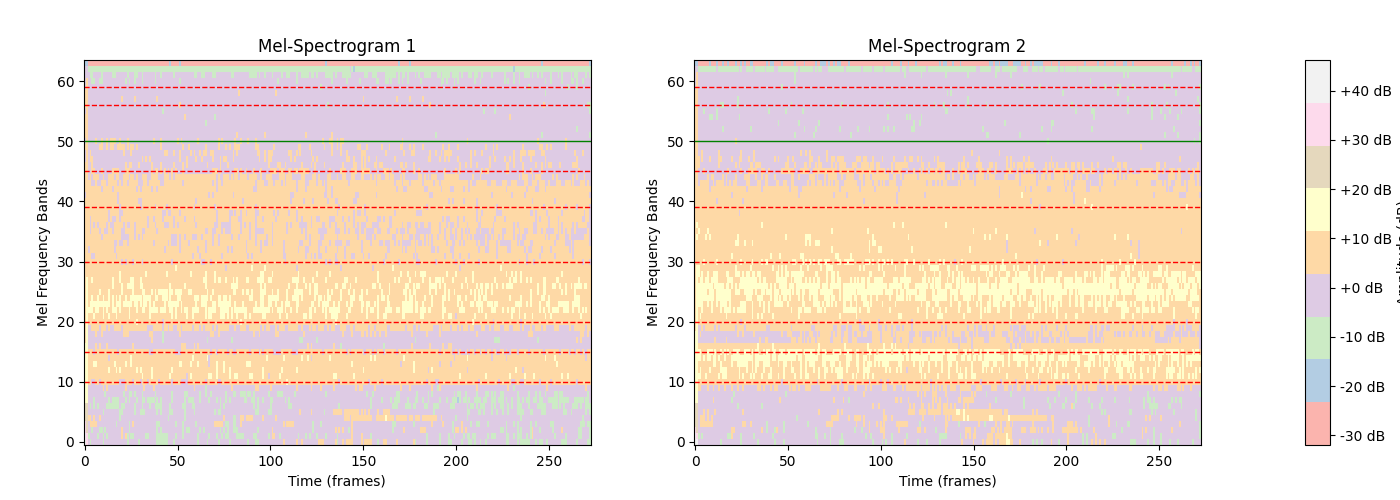 Mel-Spectrogram 1
Mel Frequency Bands
60
50
40
30
20
10
0
0 50 100 150 200 250
Time (frames)
Mel-Spectrogram 2
Mel Frequency Bands
60
50
40
30
20
10
0
0 50 100 150 200 250
Time (frames)
+40 dB
+30 dB
+20 dB
+10 dB
+0 dB
-10 dB
-20 dB
-30 dB